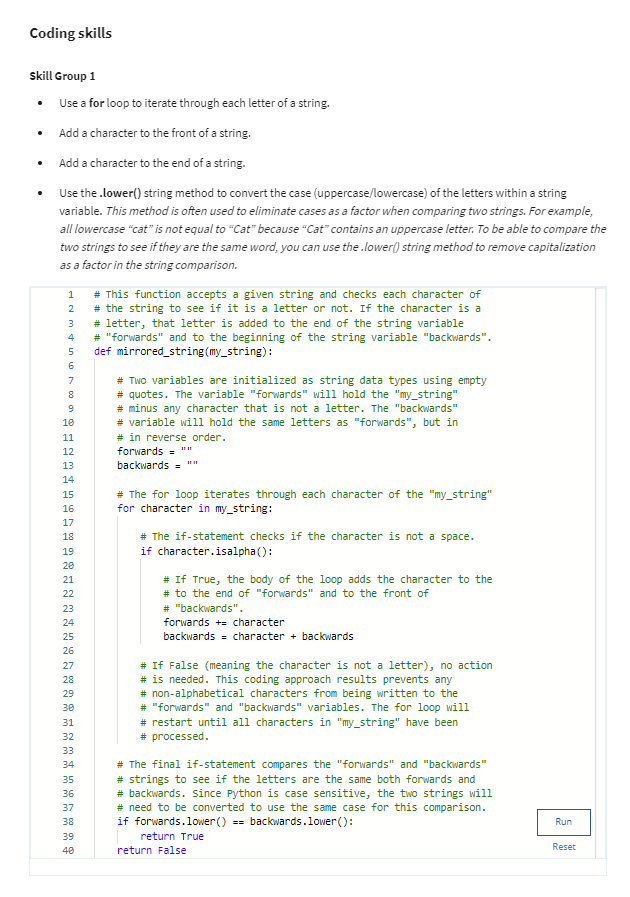 Coding skills
Skill Group 1
• Use a for loop to iterate through each letter of a string.
• Add a character to the front of a string.
• Add a character to the end of a string.
• Use the .lower() string method to convert the case (uppercase/lowercase) of the letters within a string
variable. This method is often used to eliminate cases as a factor when comparing two strings. For example,
all lowercase "cat" is not equal to "Cat" because "Cat" contains an uppercase letter. To be able to compare the
two strings to see if they are the same word, you can use the .lower() string method to remove capitalization
as a factor in the string comparison.
1 # This function accepts a given string and checks each character of
2 # the string to see if it is a letter or not. If the character is a
3 # letter, that letter is added to the end of the string variable
4 # "forwards" and to the beginning of the string variable "backwards".
5 def mirrored_string(my_string):
6
7 # Two variables are initialized as string data types using empty
8 # quotes. The variable "forwards" will hold the "my_string"
9 # minus any character that is not a letter. The "backwards"
10 # variable will hold the same letters as "forwards", but in
11 # in reverse order.
12 forwards = ""
13 backwards = ""
14
15 # The for loop iterates through each character of the "my_string"
16 for character in my_string:
17
18 # The if-statement checks if the character is not a space.
19 if character.isalpha():
20
21 # If True, the body of the loop adds the character to the
22 # to the end of "forwards" and to the front of
23 # "backwards".
24 forwards += character
25 backwards = character + backwards
26
27 # If False (meaning the character is not a letter), no action
28 # is needed. This coding approach results prevents any
29 # non-alphabetical characters from being written to the
30 # "forwards" and "backwards" variables. The for loop will
31 # restart until all characters in "my_string" have been
32 # processed.
33
34 # The final if-statement compares the "forwards" and "backwards"
35 # strings to see if the letters are the same both forwards and
36 # backwards. Since Python is case sensitive, the two strings will
37 # need to be converted to use the same case for this comparison.
38 if forwards.lower() == backwards.lower():
39 return True
40 return False
Run
Reset